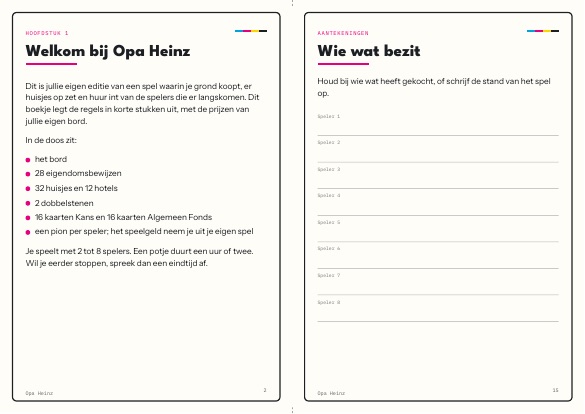 HOOFDSTUK 1
Welkom bij Opa Heinz
Dit is jullie eigen editie van een spel waarin je grond koopt, er
huisjes op zet en huur int van de spelers die er langskomen. Dit
boekje legt de regels in korte stukken uit, met de prijzen van
jullie eigen bord.
In de doos zit:
het bord
28 eigendomsbewijzen
32 huisjes en 12 hotels
2 dobbelstenen
16 kaarten Kans en 16 kaarten Algemeen Fonds
een pion per speler; het speelgeld neem je uit je eigen spel
Je speelt met 2 tot 8 spelers. Een potje duurt een uur of twee.
Wil je eerder stoppen, spreek dan een eindtijd af.
Opa Heinz
2
AANTEKENINGEN
Wie wat bezit
Houd bij wie wat heeft gekocht, of schrijf de stand van het spel
op.
Speler 1
Speler 2
Speler 3
Speler 4
Speler 5
Speler 6
Speler 7
Speler 8
Opa Heinz
15